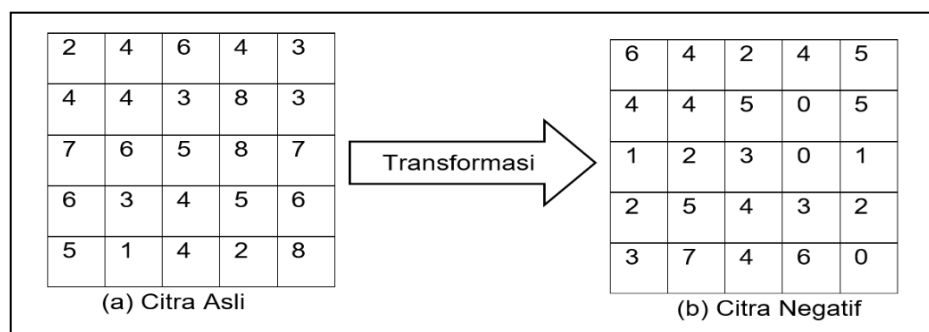 2 4 6 4 3
4 4 3 8 3
7 6 5 8 7
6 3 4 5 6
5 1 4 2 8
(a) Citra Asli
Transformasi
6 4 2 4 5
4 4 5 0 5
1 2 3 0 1
2 5 4 3 2
3 7 4 6 0
(b) Citra Negatif